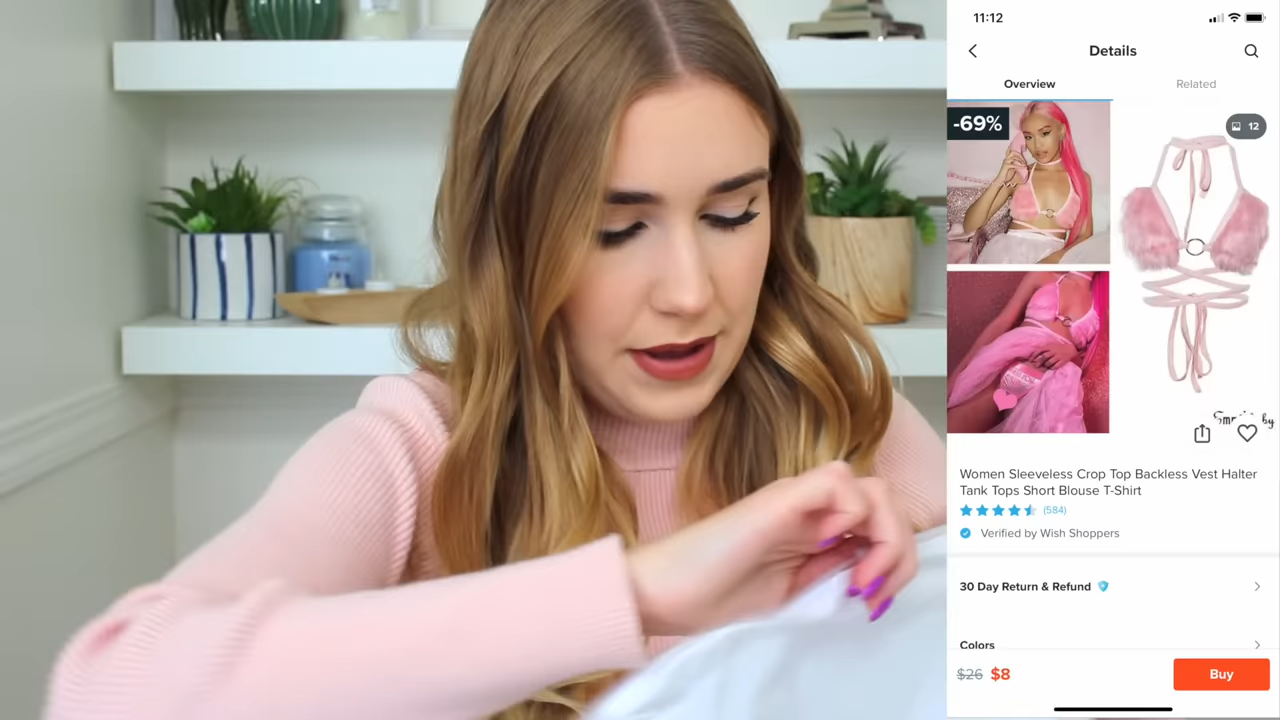 11:12
Details
Overview
Related
-69%
12
by
Women Sleeveless Crop Top Backless Vest Halter
Tank Tops Short Blouse T-Shirt
(584)
Verified by Wish Shoppers
30 Day Return & Refund
Colors
$26 $8
Buy